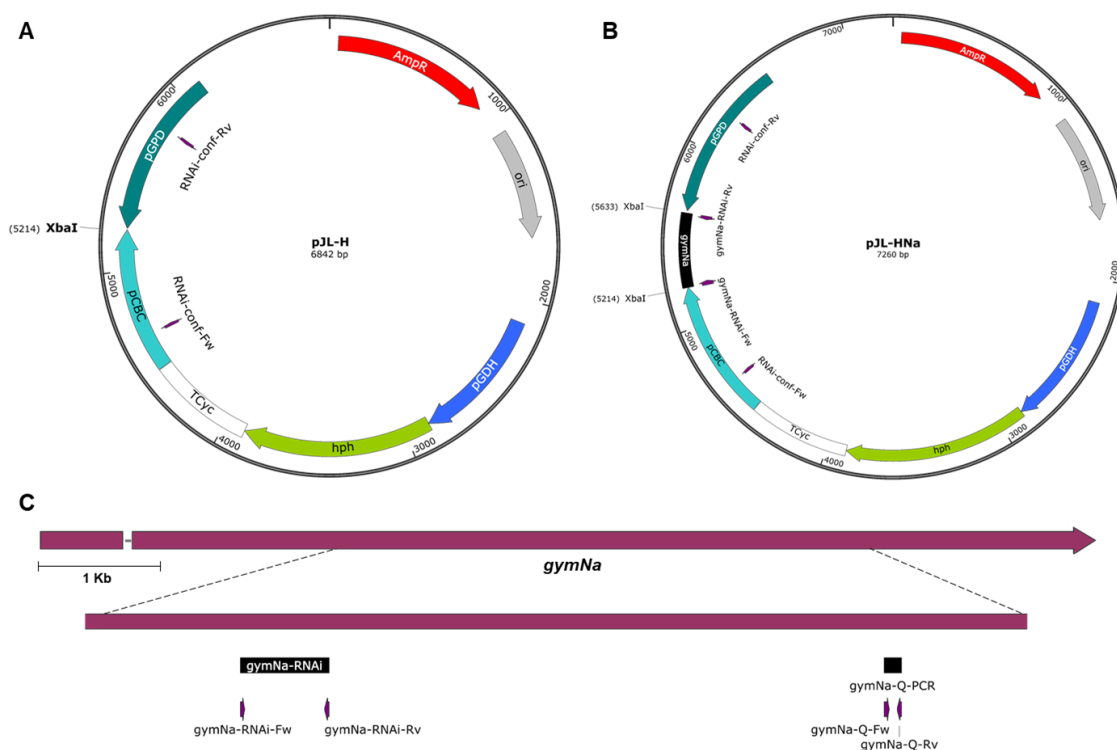 A
AmpR
1000
ori
2000
pGDH
3000
hph
4000
TCyc
pCBC
5000
(5214) XbaI
pGPD
6000
RNAi-conf-Rv
RNAi-conf-Fw
pJL-H
6842 bp
B
AmpR
1000
ori
2000
pGDH
3000
hph
4000
TCyc
pCBC
5000
(5214) XbaI
gymNa
(5633) XbaI
6000
pGPD
7000
RNAi-conf-Rv
gymNa-RNAi-Rv
gymNa-RNAi-Fw
RNAi-conf-Fw
pJL-HNa
7260 bp
C
1 Kb
gymNa
gymNa-RNAi
gymNa-RNAi-Fw
gymNa-RNAi-Rv
gymNa-Q-PCR
gymNa-Q-Fw
gymNa-Q-Rv